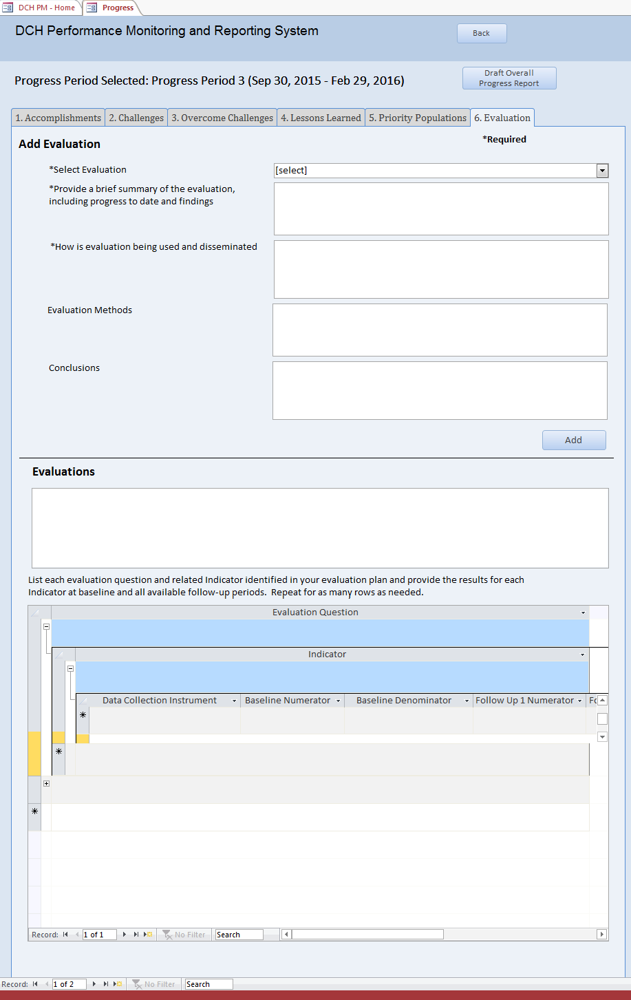 DCH PM - Home Progress
DCH Performance Monitoring and Reporting System
Back
Progress Period Selected: Progress Period 3 (Sep 30, 2015 - Feb 29, 2016)
Draft Overall
Progress Report
1. Accomplishments 2. Challenges 3. Overcome Challenges 4. Lessons Learned 5. Priority Populations 6. Evaluation
Add Evaluation
*Required
*Select Evaluation
[select]
*Provide a brief summary of the evaluation,
including progress to date and findings
*How is evaluation being used and disseminated
Evaluation Methods
Conclusions
Add
Evaluations
List each evaluation question and related Indicator identified in your evaluation plan and provide the results for each
Indicator at baseline and all available follow-up periods. Repeat for as many rows as needed.
Evaluation Question
Indicator
Data Collection Instrument Baseline Numerator Baseline Denominator Follow Up 1 Numerator
Record: 1 of 1 No Filter Search
Record: 1 of 2 No Filter Search